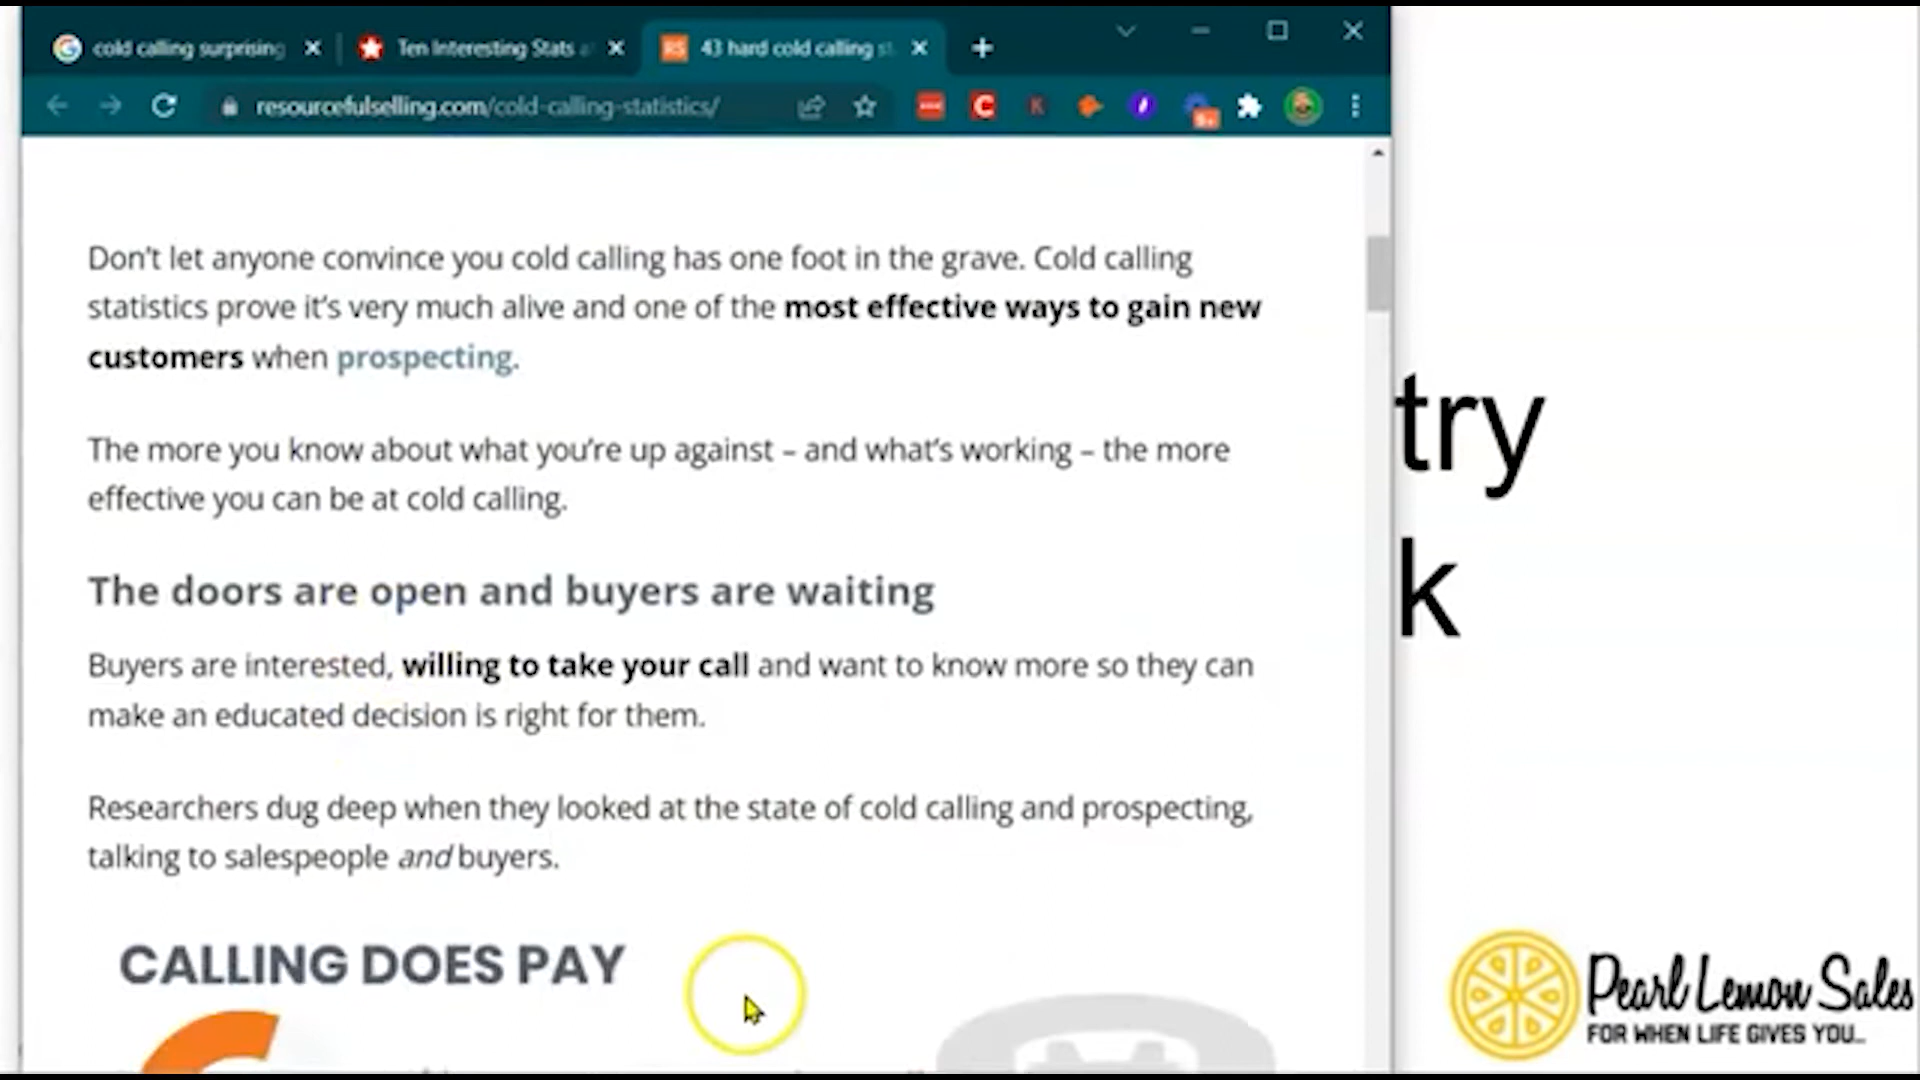 cold calling surprising
Ten Interesting Stats
43 hard cold calling st
resourcefulselling.com/cold-calling-statistics/
Don't let anyone convince you cold calling has one foot in the grave. Cold calling
statistics prove it's very much alive and one of the most effective ways to gain new
customers when prospecting.
The more you know about what you're up against – and what's working – the more
effective you can be at cold calling.
The doors are open and buyers are waiting
Buyers are interested, willing to take your call and want to know more so they can
make an educated decision is right for them.
Researchers dug deep when they looked at the state of cold calling and prospecting,
talking to salespeople and buyers.
CALLING DOES PAY
try
k
Pearl Lemon Sales
FOR WHEN LIFE GIVES YOU...